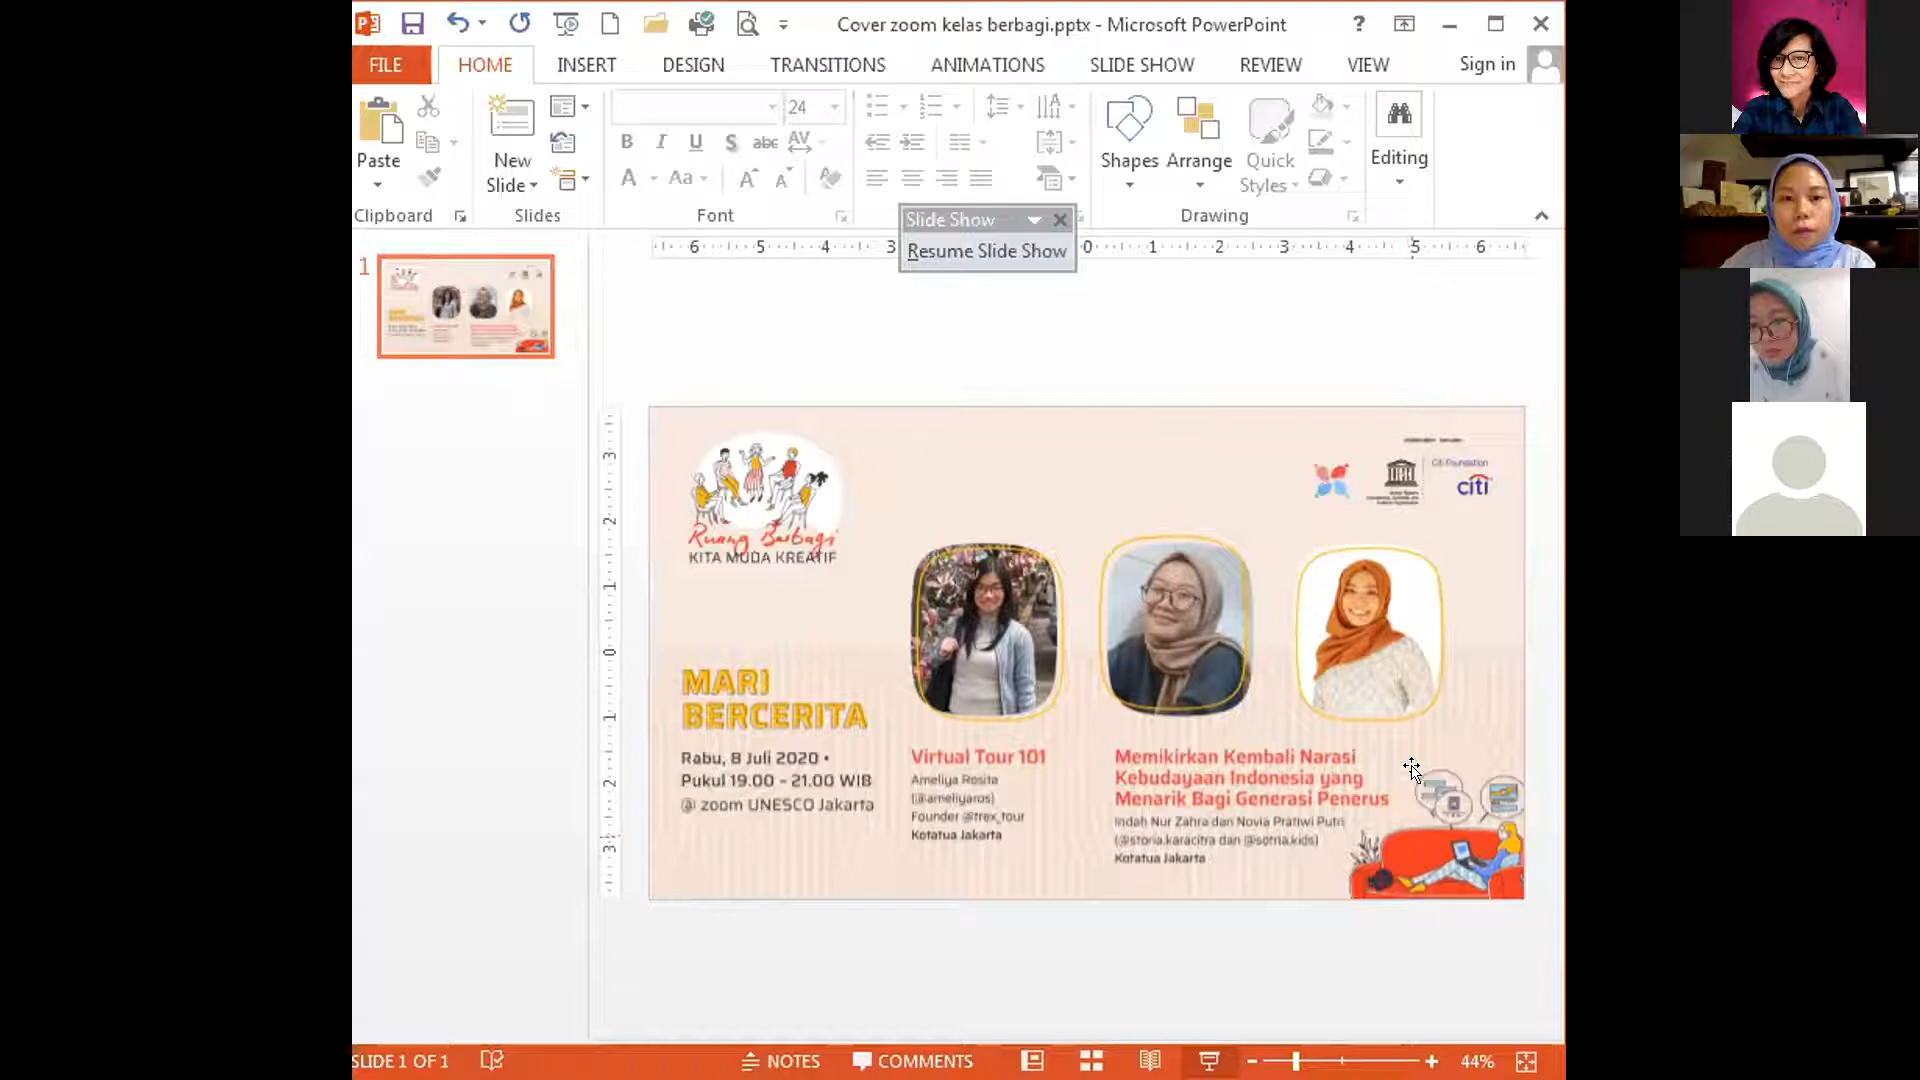 Cover zoom kelas berbagi.pptx - Microsoft PowerPoint
FILE HOME INSERT DESIGN TRANSITIONS ANIMATIONS SLIDE SHOW REVIEW VIEW Sign in
24
Paste
New
Slide
Shapes
Arrange
Quick
Styles
Editing
Clipboard Slides Font Drawing
Slide Show
Resume Slide Show
1
Ruang Berbagi
KITA MUDA KREATIF
Citi Foundation
citi
MARI
BERCERITA
Rabu, 8 Juli 2020 •
Pukul 19.00 - 21.00 WIB
@ zoom UNESCO Jakarta
Virtual Tour 101
Ameliya Rosita
(@ameliyaros)
Founder @trex_tour
Kotatua Jakarta
Memikirkan Kembali Narasi
Kebudayaan Indonesia yang
Menarik Bagi Generasi Penerus
Indah Nur Zahra dan Novia Pratiwi Putri
(@storia.karacitra dan @sotria.kids)
Kotatua Jakarta
SLIDE 1 OF 1 NOTES COMMENTS 44%